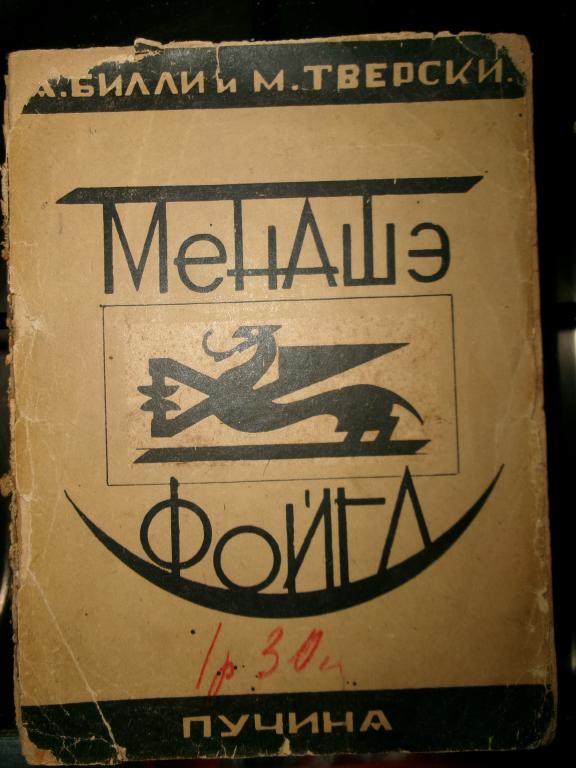 А. БИЛЛИ и М. ТВЕРСКИ.
МеНАШЭ
ФОЙГЛ
1р 30к
ПУЧИНА